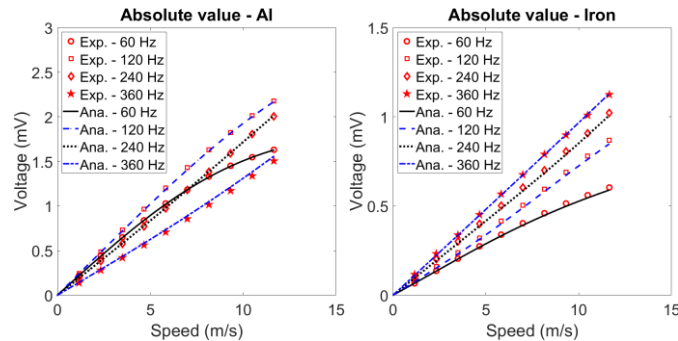 Absolute value - Al
3
2.5
2
1.5
1
0.5
0
Voltage (mV)
Exp. - 60 Hz
Exp. - 120 Hz
Exp. - 240 Hz
Exp. - 360 Hz
Ana. - 60 Hz
Ana. - 120 Hz
Ana. - 240 Hz
Ana. - 360 Hz
0 5 10 15
Speed (m/s)
Absolute value - Iron
1.5
1
0.5
0
Voltage (mV)
Exp. - 60 Hz
Exp. - 120 Hz
Exp. - 240 Hz
Exp. - 360 Hz
Ana. - 60 Hz
Ana. - 120 Hz
Ana. - 240 Hz
Ana. - 360 Hz
0 5 10 15
Speed (m/s)